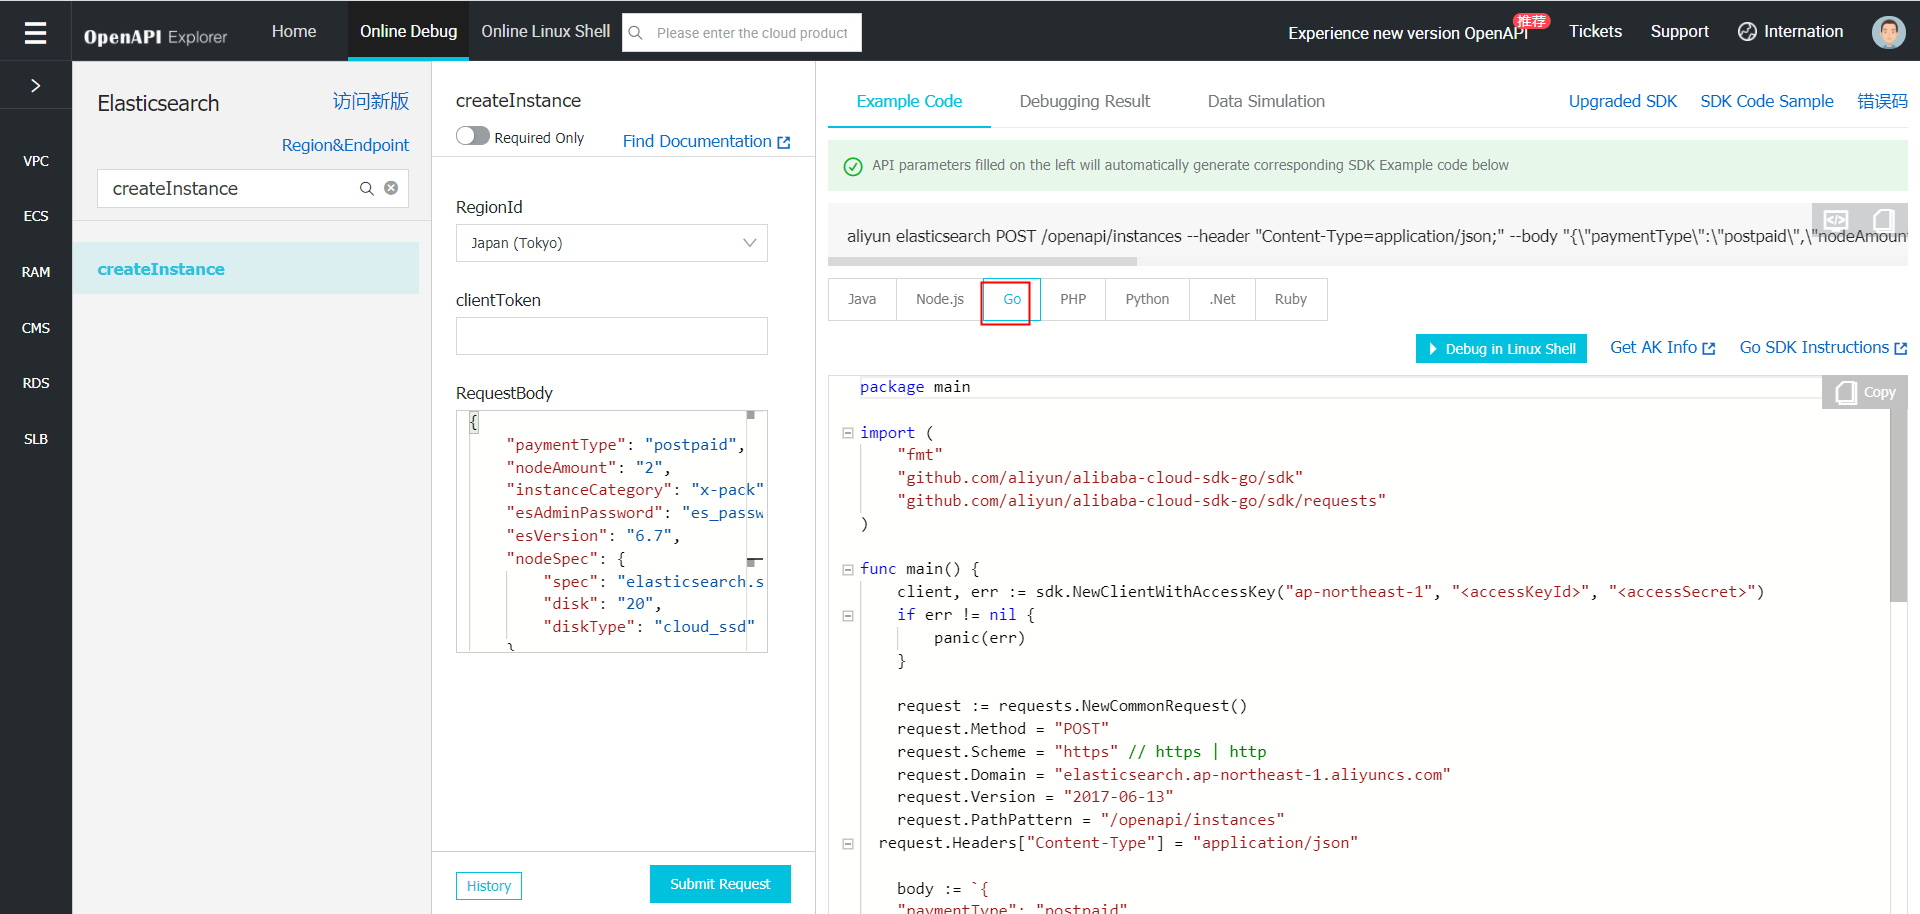 OpenAPI Explorer
Home
Online Debug
Online Linux Shell
Please enter the cloud product
Experience new version OpenAPI
推荐
Tickets
Support
Internation
VPC
ECS
RAM
CMS
RDS
SLB
Elasticsearch
访问新版
Region&Endpoint
createInstance
createInstance
createInstance
Required Only
Find Documentation
RegionId
Japan (Tokyo)
clientToken
RequestBody
{
"paymentType": "postpaid",
"nodeAmount": "2",
"instanceCategory": "x-pack"
"esAdminPassword": "es_passw
"esVersion": "6.7",
"nodeSpec": {
"spec": "elasticsearch.s
"disk": "20",
"diskType": "cloud_ssd"
}
History
Submit Request
Example Code
Debugging Result
Data Simulation
Upgraded SDK
SDK Code Sample
错误码
API parameters filled on the left will automatically generate corresponding SDK Example code below
aliyun elasticsearch POST /openapi/instances --header "Content-Type=application/json;" --body "{\"paymentType\":\"postpaid\",\"nodeAmoun
Java
Node.js
Go
PHP
Python
.Net
Ruby
Debug in Linux Shell
Get AK Info
Go SDK Instructions
Copy
package main
import (
"fmt"
"github.com/aliyun/alibaba-cloud-sdk-go/sdk"
"github.com/aliyun/alibaba-cloud-sdk-go/sdk/requests"
)
func main() {
client, err := sdk.NewClientWithAccessKey("ap-northeast-1", "<accessKeyId>", "<accessSecret>")
if err != nil {
panic(err)
}
request := requests.NewCommonRequest()
request.Method = "POST"
request.Scheme = "https" // https | http
request.Domain = "elasticsearch.ap-northeast-1.aliyuncs.com"
request.Version = "2017-06-13"
request.PathPattern = "/openapi/instances"
request.Headers["Content-Type"] = "application/json"
body := `{
"paymentType": "postpaid"